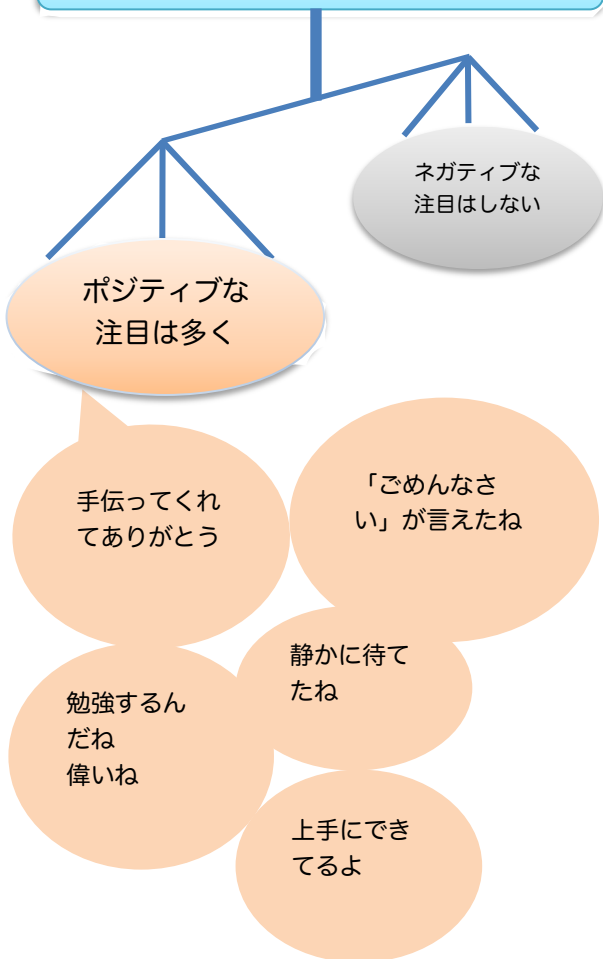 ネガティブな
注目はしない
ポジティブな
注目は多く
手伝ってくれ
てありがとう
「ごめんなさ
い」が言えたね
静かに待て
たね
勉強するん
だね
偉いね
上手にでき
てるよ